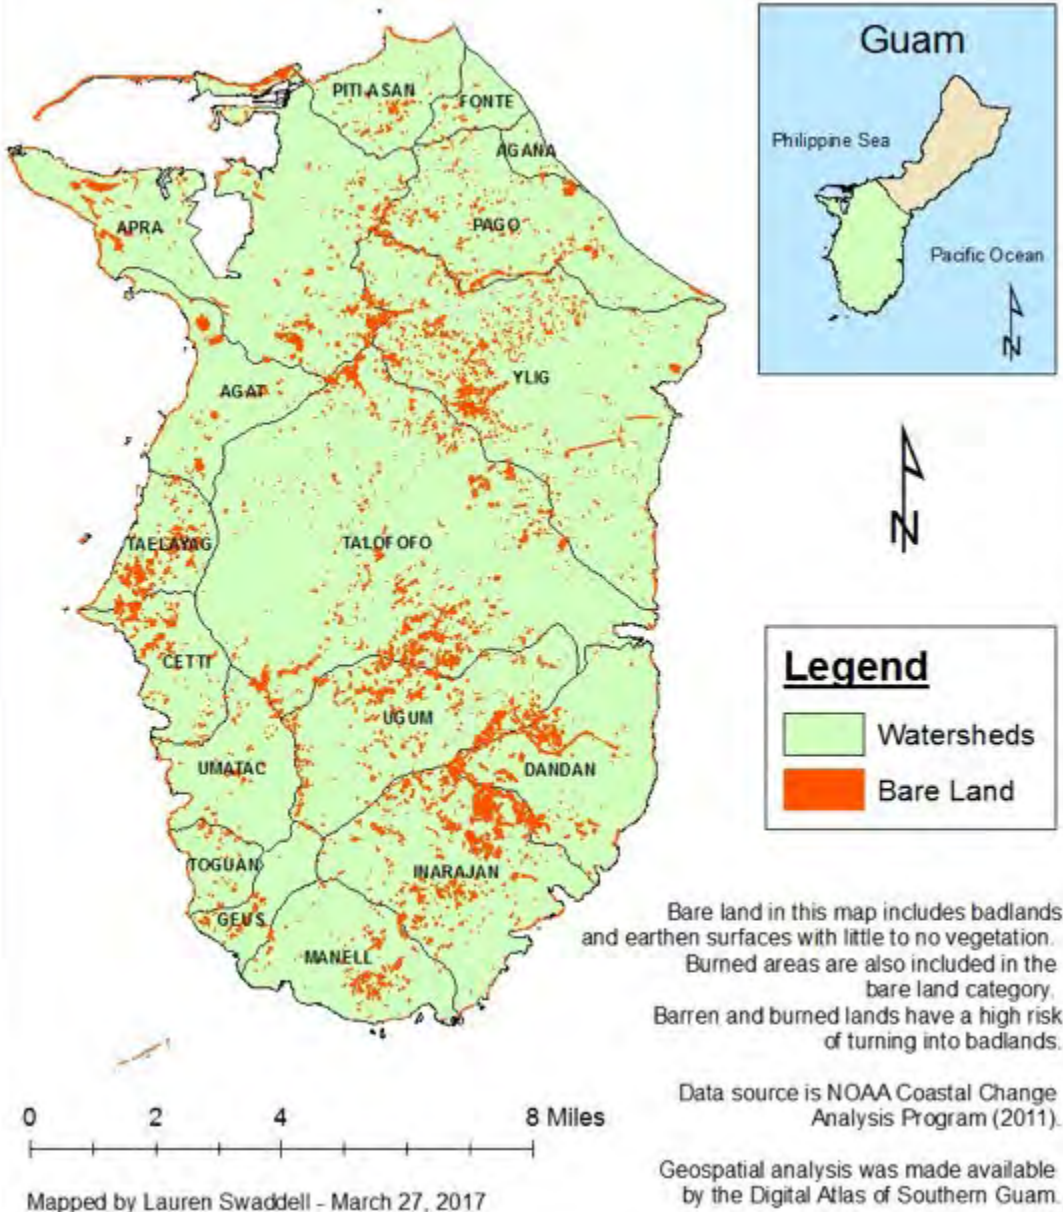 Guam
Philippine Sea
Pacific Ocean
N
N
PITI-ASAN
FONTE
AGANA
APRA
PAGO
AGAT
YLIG
TAELAYAG
TALOFOFO
CETTI
UGUM
UMATAC
DANDAN
TOGUAN
INARAJAN
GEUS
MANELL
Legend
Watersheds
Bare Land
Bare land in this map includes badlands
and earthen surfaces with little to no vegetation.
Burned areas are also included in the
bare land category.
Barren and burned lands have a high risk
of turning into badlands.
Data source is NOAA Coastal Change
Analysis Program (2011).
Geospatial analysis was made available
by the Digital Atlas of Southern Guam.
0 2 4 8 Miles
Mapped by Lauren Swaddell - March 27, 2017